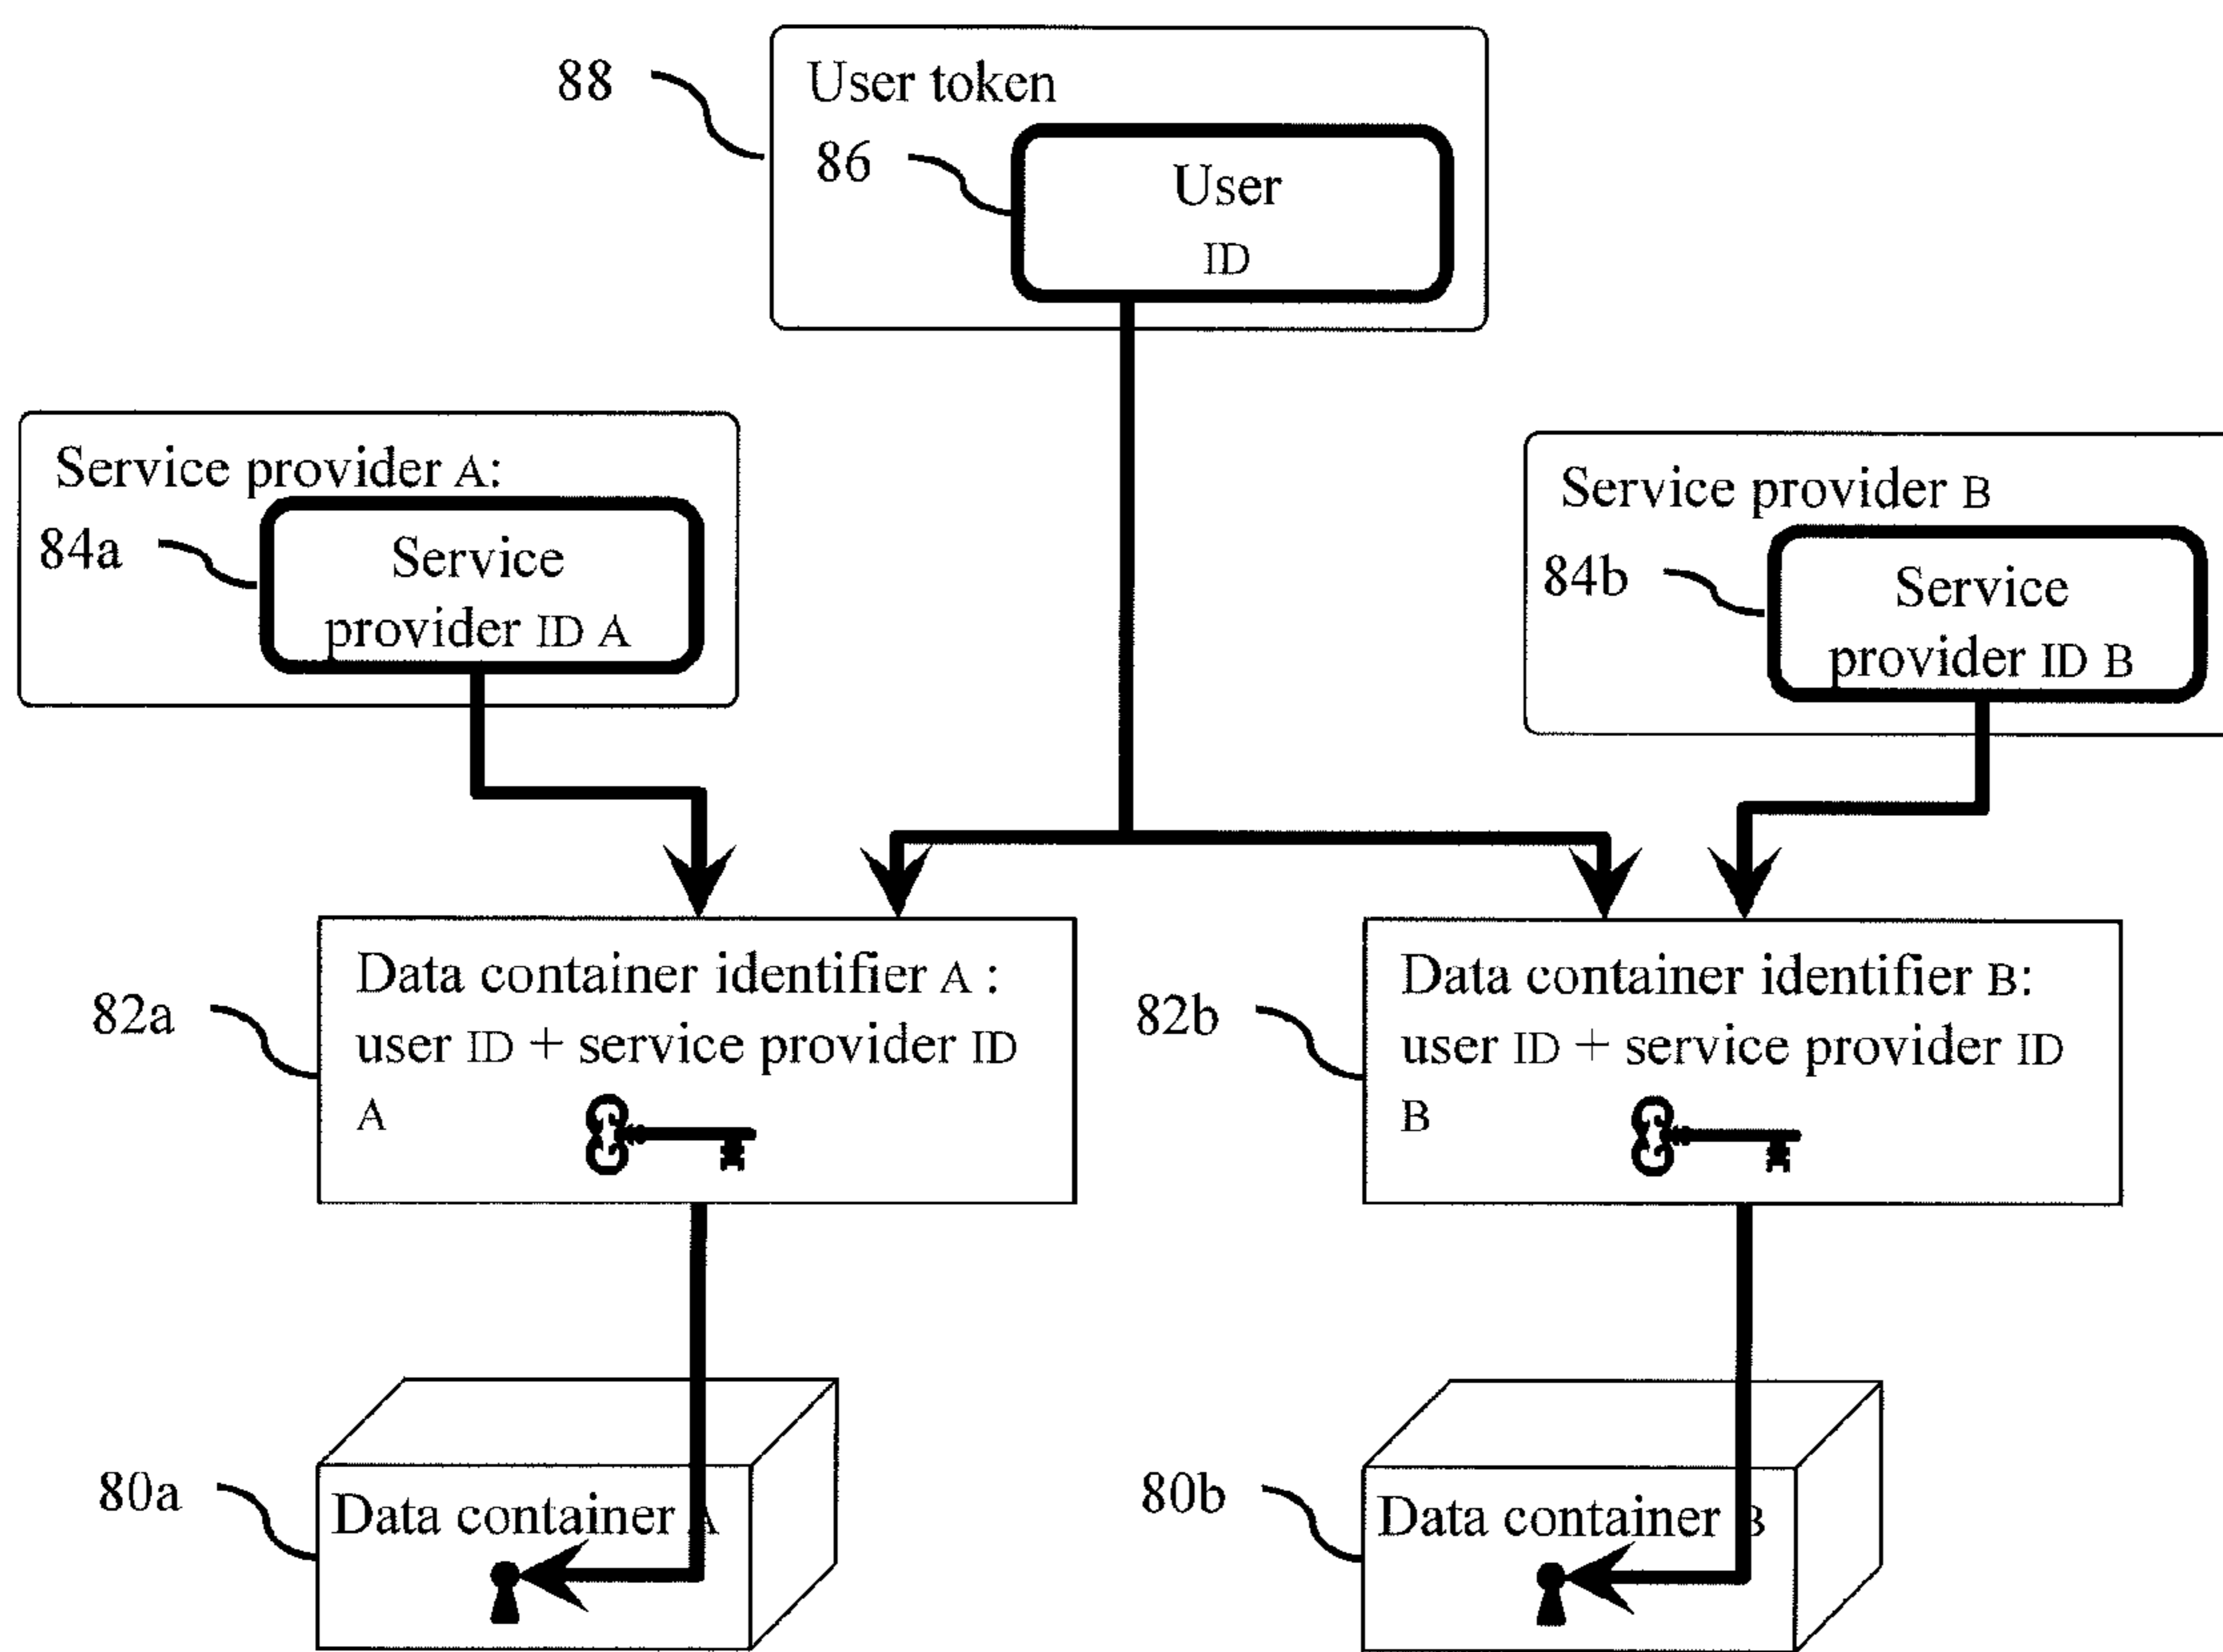 88
User token
86
User
ID
Service provider A:
84a
Service
provider ID A
Service provider B
84b
Service
provider ID B
82a
Data container identifier A :
user ID + service provider ID
A
82b
Data container identifier B:
user ID + service provider ID
B
80a
Data container A
80b
Data container B